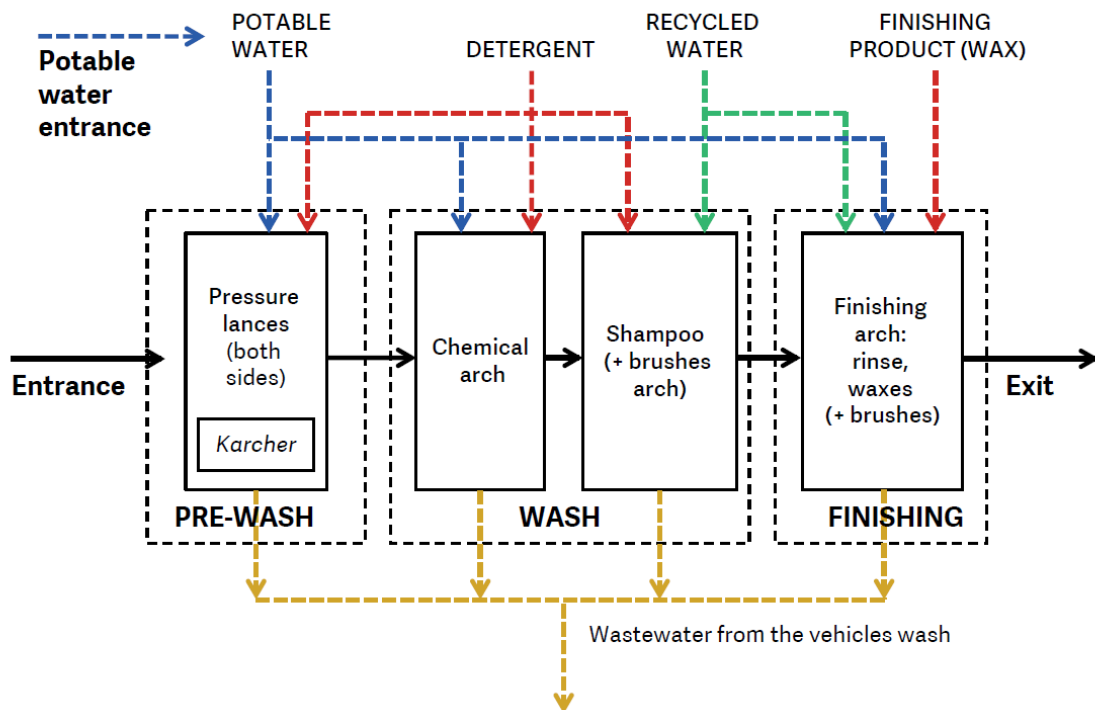 POTABLE
WATER
DETERGENT
RECYCLED
WATER
FINISHING
PRODUCT (WAX)
Potable
water
entrance
Entrance
Pressure
lances
(both
sides)
Karcher
PRE-WASH
Chemical
arch
Shampoo
(+ brushes
arch)
WASH
Finishing
arch:
rinse,
waxes
(+ brushes)
FINISHING
Exit
Wastewater from the vehicles wash